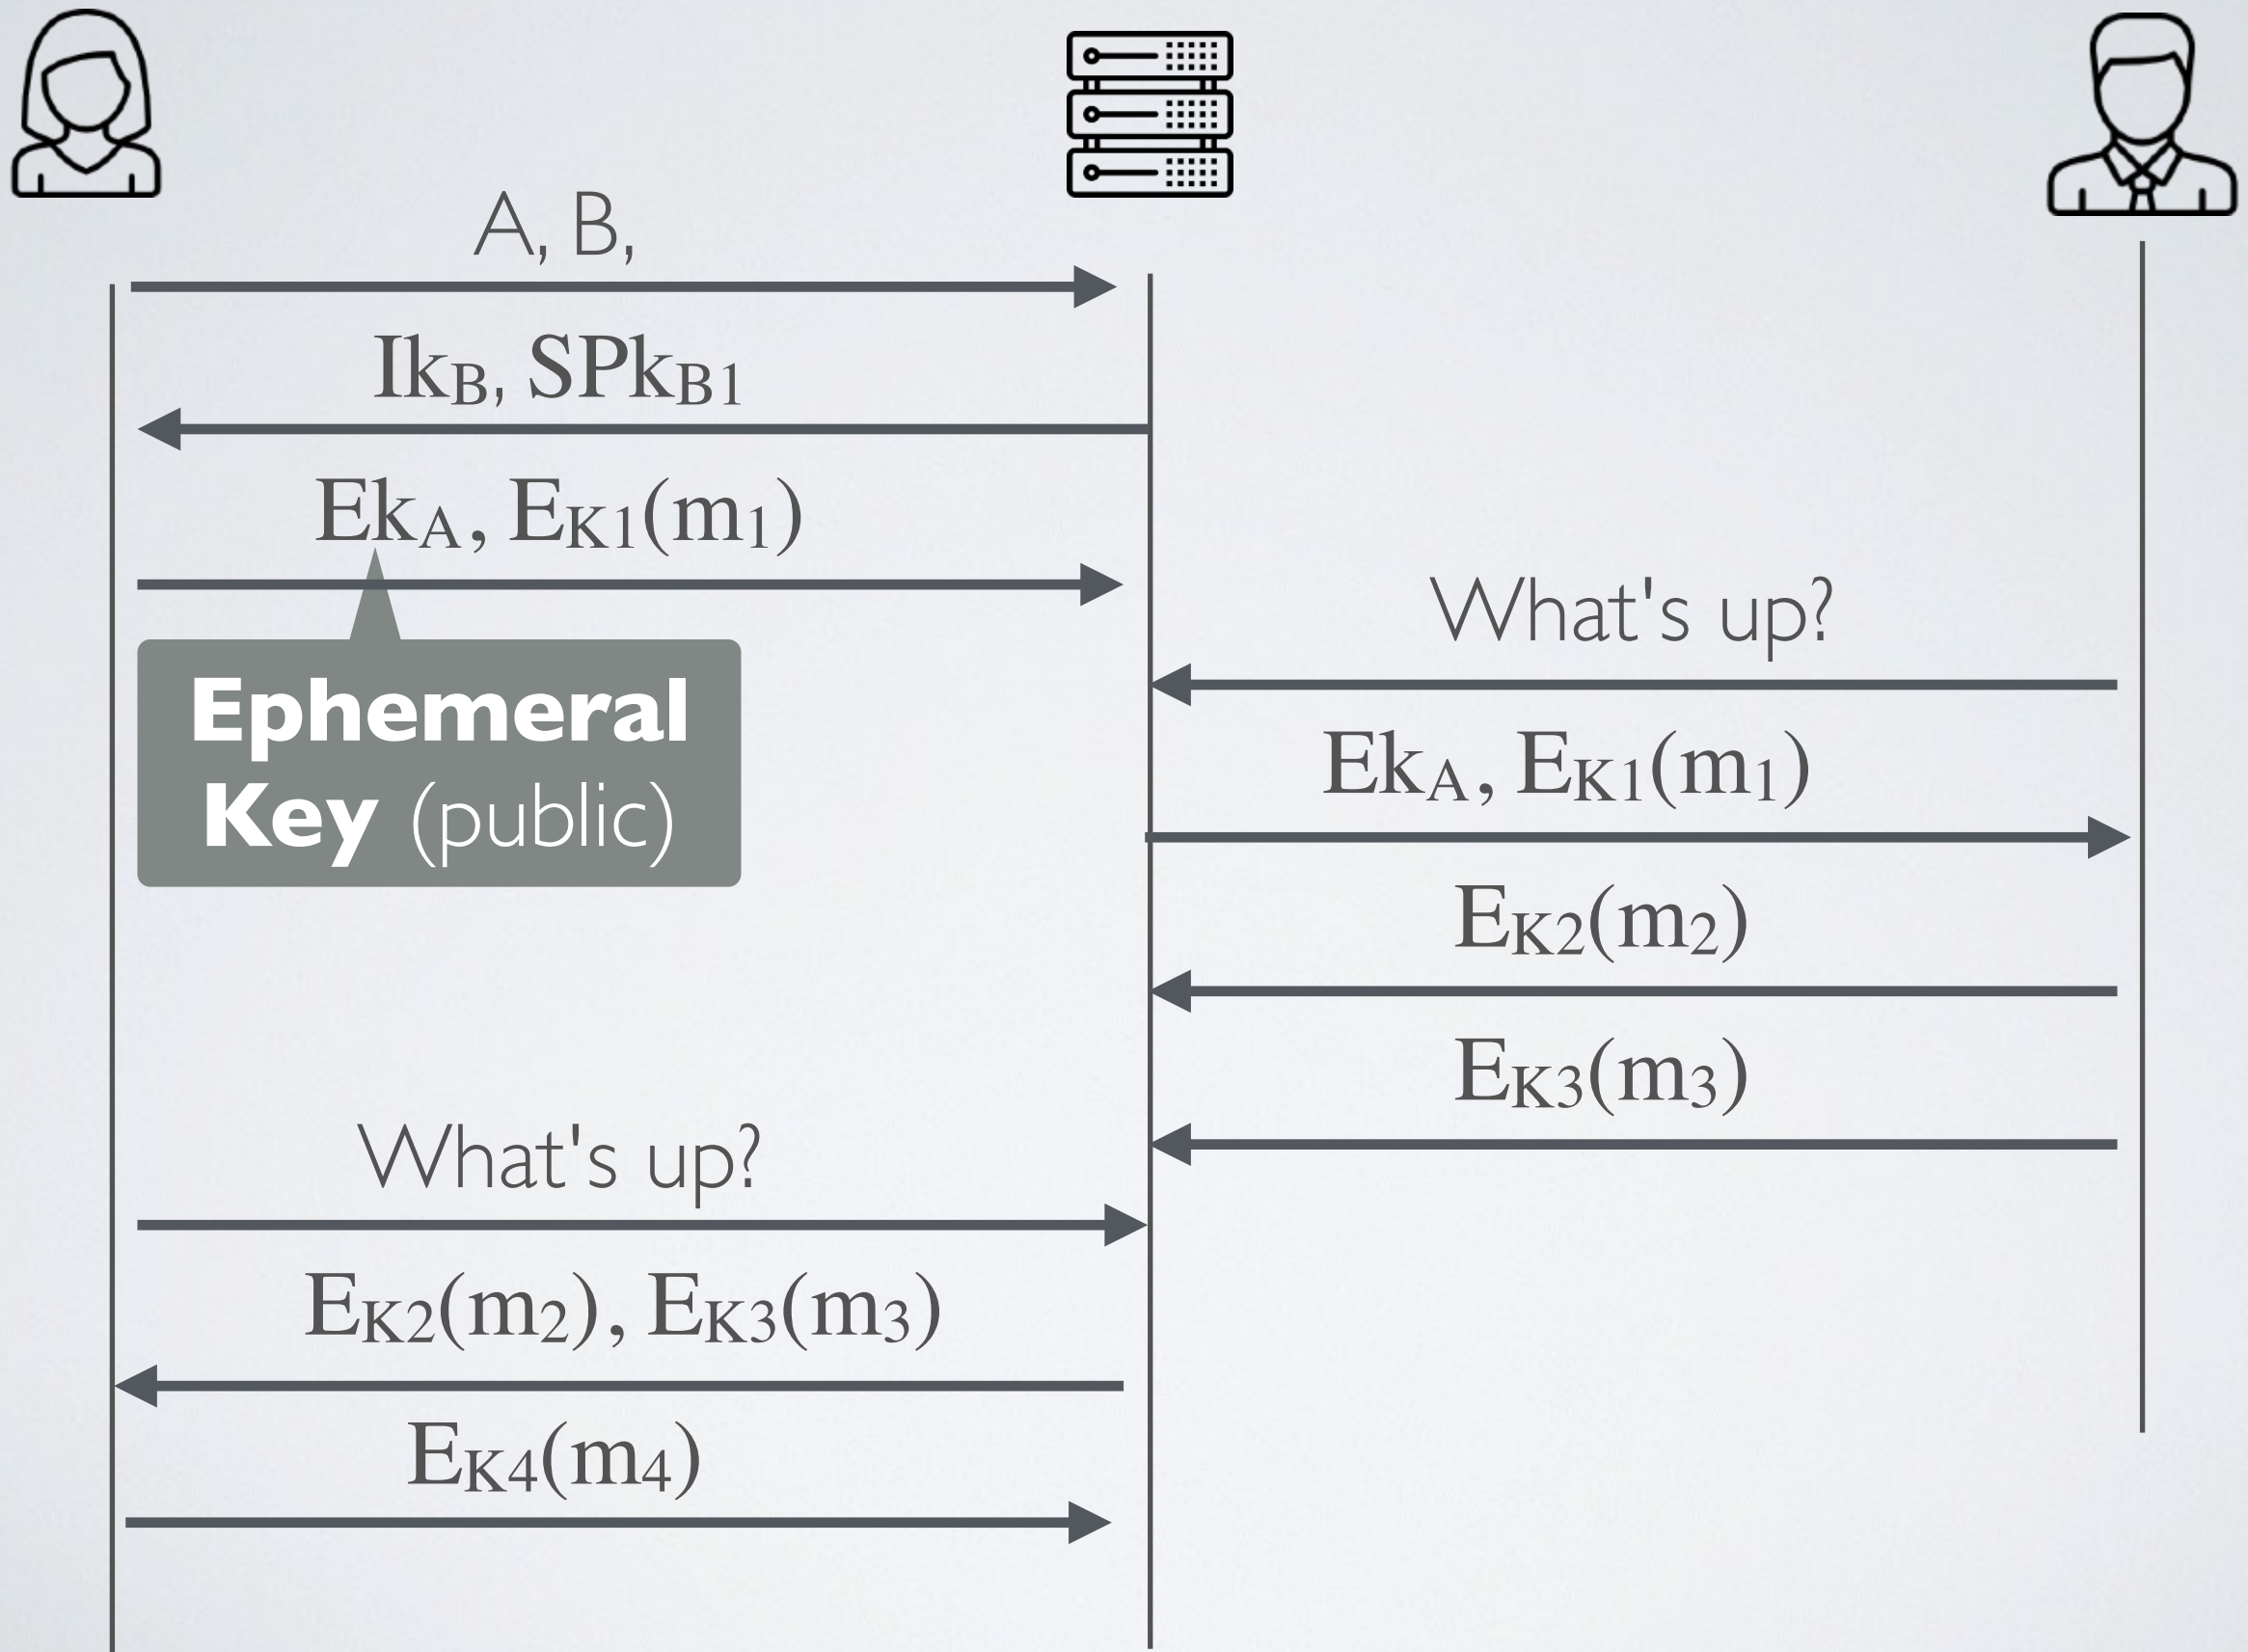 A, B,
IkB, SPkB1
EkA, EK1(m1)
Ephemeral
Key (public)
What's up?
EkA, EK1(m1)
EK2(m2)
EK3(m3)
What's up?
EK2(m2), EK3(m3)
EK4(m4)